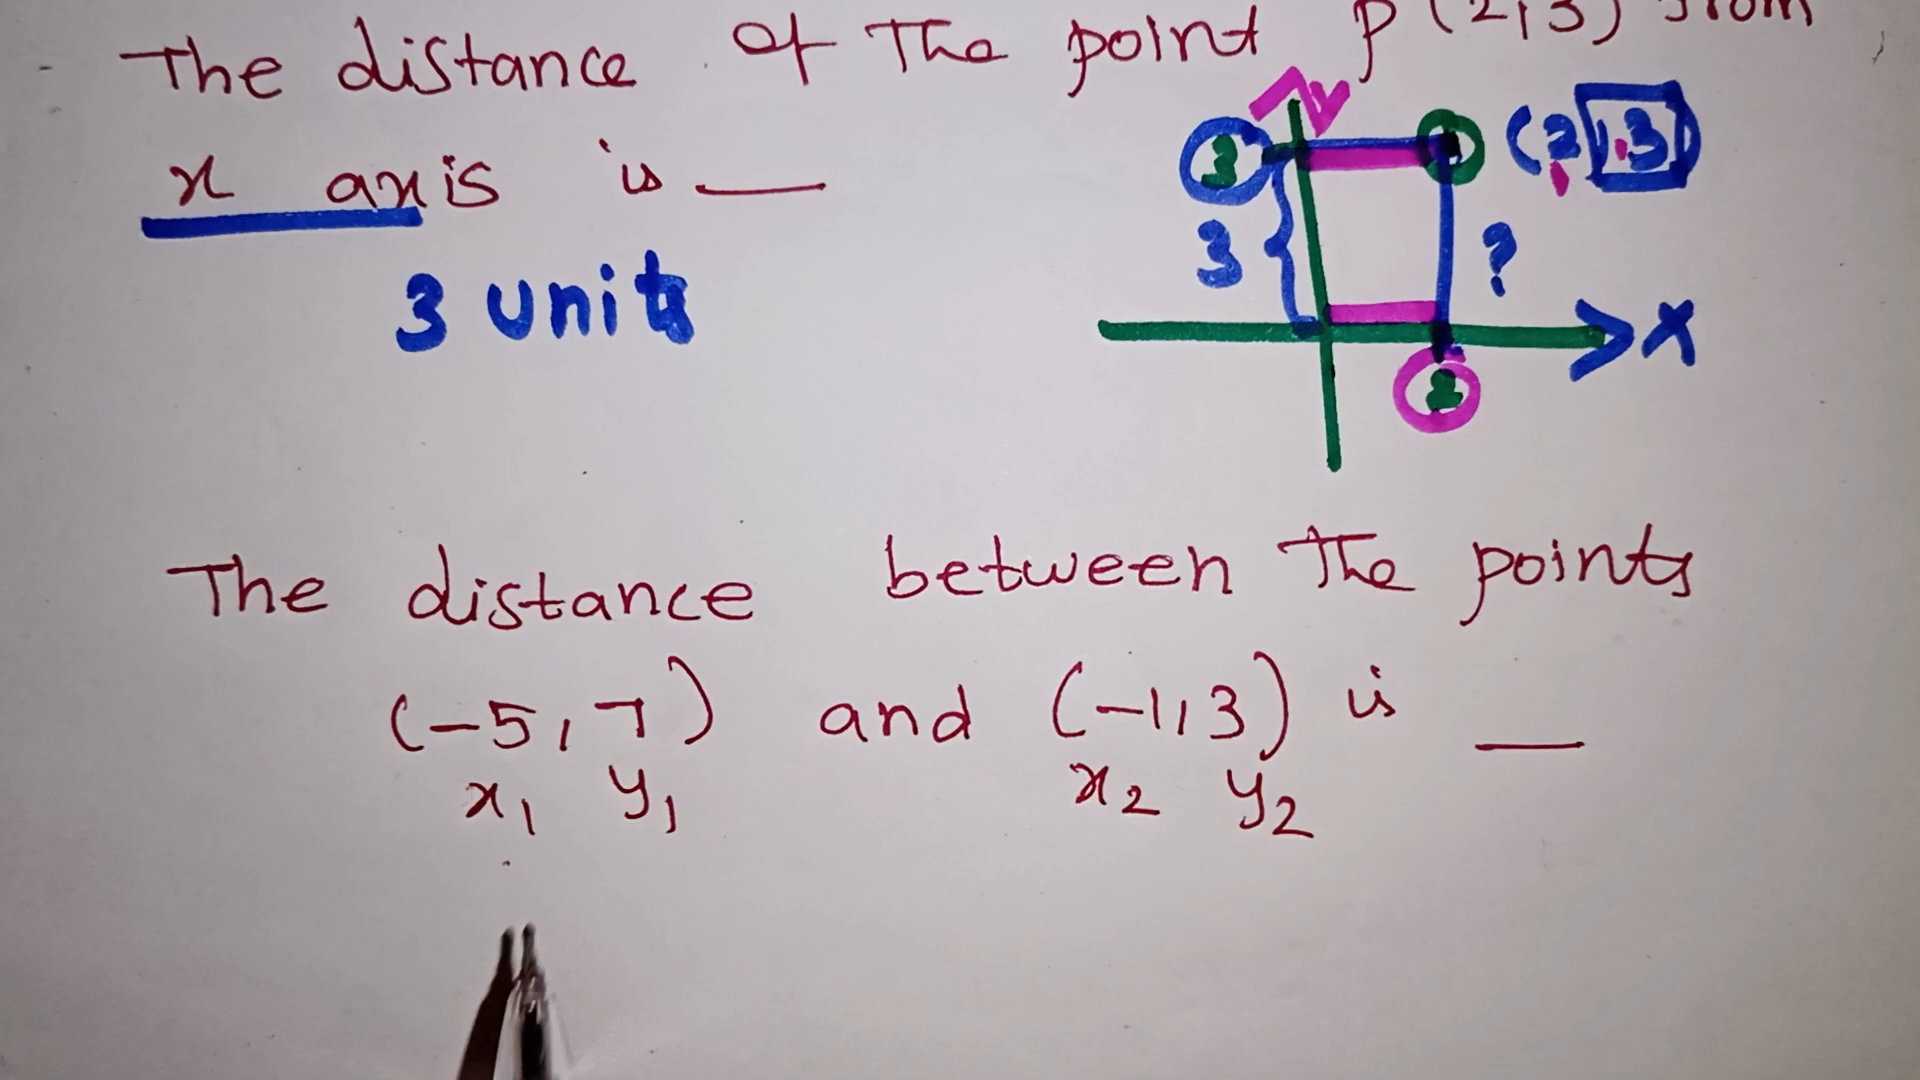 The distance of The point P(2,3) from
x axis is __
3 units
3
y
(2,3)
3
?
x
2
The distance between The points
(-5,7) and (-1,3) is __
x1 y1 x2 y2